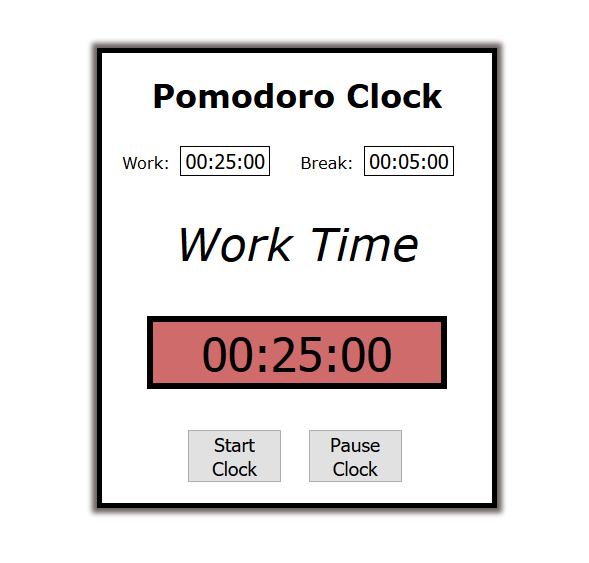 Pomodoro Clock
Work: 00:25:00 Break: 00:05:00
Work Time
00:25:00
Start Pause
Clock Clock